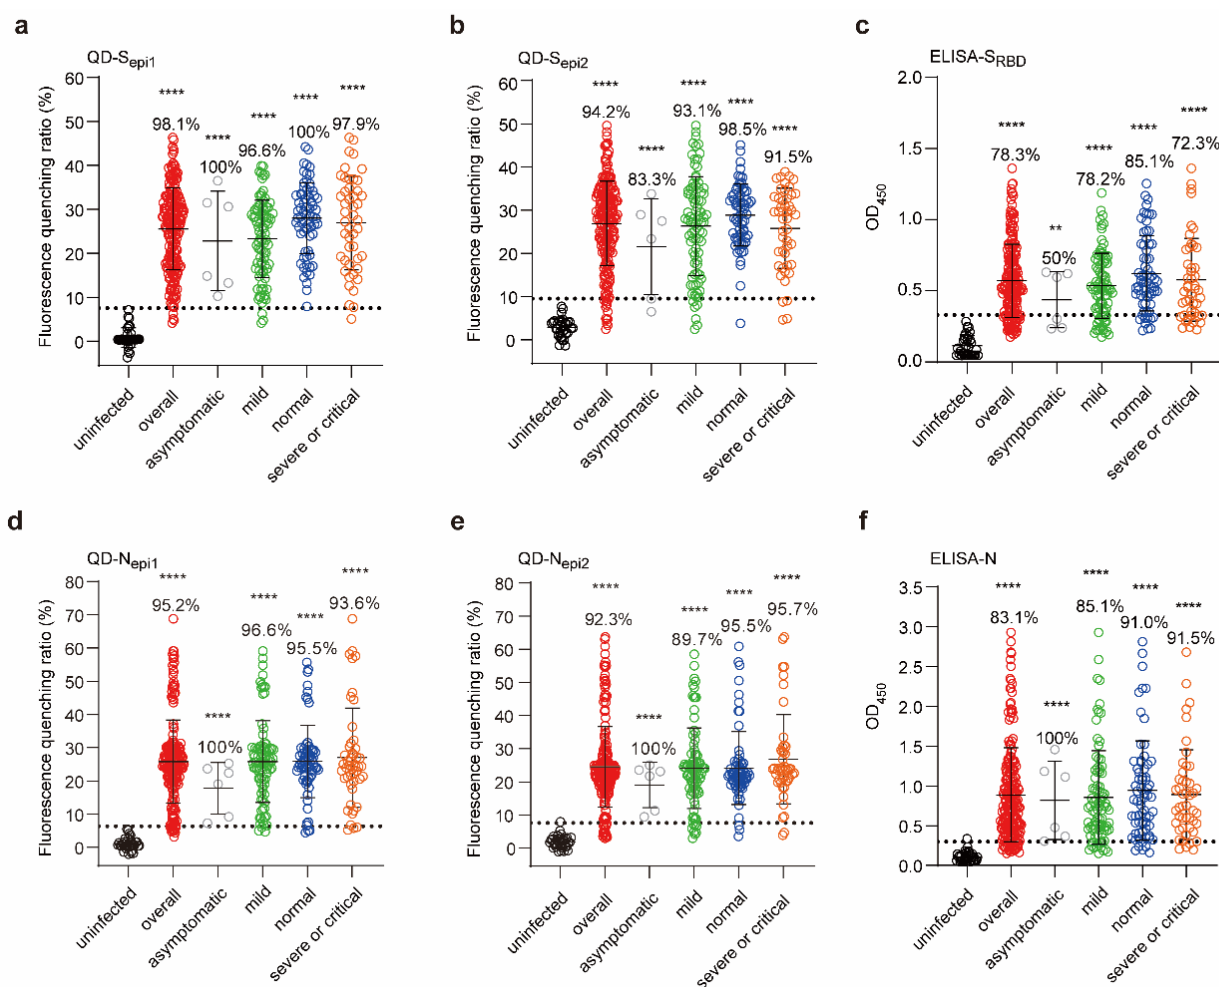 a
QD-Sepi1
Fluorescence quenching ratio (%)
60
50
40
30
20
10
0
****
98.1%
****
100%
****
96.6%
****
100%
****
97.9%
uninfected
overall
asymptomatic
mild
normal
severe or critical
b
QD-Sepi2
Fluorescence quenching ratio (%)
60
50
40
30
20
10
0
****
94.2%
****
83.3%
****
93.1%
****
98.5%
****
91.5%
uninfected
overall
asymptomatic
mild
normal
severe or critical
c
ELISA-SRBD
OD450
2.0
1.5
1.0
0.5
0.0
****
78.3%
**
50%
****
78.2%
****
85.1%
****
72.3%
uninfected
overall
asymptomatic
mild
normal
severe or critical
d
QD-Nepi1
Fluorescence quenching ratio (%)
80
70
60
50
40
30
20
10
0
****
95.2%
****
100%
****
96.6%
****
95.5%
****
93.6%
uninfected
overall
asymptomatic
mild
normal
severe or critical
e
QD-Nepi2
Fluorescence quenching ratio (%)
80
70
60
50
40
30
20
10
0
****
92.3%
****
100%
****
89.7%
****
95.5%
****
95.7%
uninfected
overall
asymptomatic
mild
normal
severe or critical
f
ELISA-N
OD450
3.5
3.0
2.5
2.0
1.5
1.0
0.5
0.0
****
83.1%
****
100%
****
85.1%
****
91.0%
****
91.5%
uninfected
overall
asymptomatic
mild
normal
severe or critical